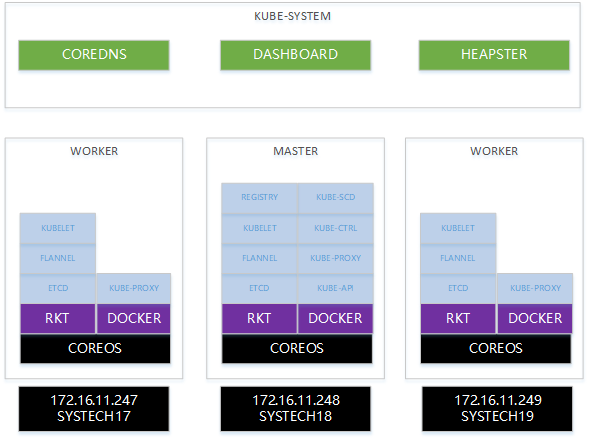 KUBE-SYSTEM
COREDNS
DASHBOARD
HEAPSTER
WORKER
KUBELET
FLANNEL
ETCD
KUBE-PROXY
RKT
DOCKER
COREOS
172.16.11.247
SYSTECH17
MASTER
REGISTRY
KUBE-SCD
KUBELET
KUBE-CTRL
FLANNEL
KUBE-PROXY
ETCD
KUBE-API
RKT
DOCKER
COREOS
172.16.11.248
SYSTECH18
WORKER
KUBELET
FLANNEL
ETCD
KUBE-PROXY
RKT
DOCKER
COREOS
172.16.11.249
SYSTECH19